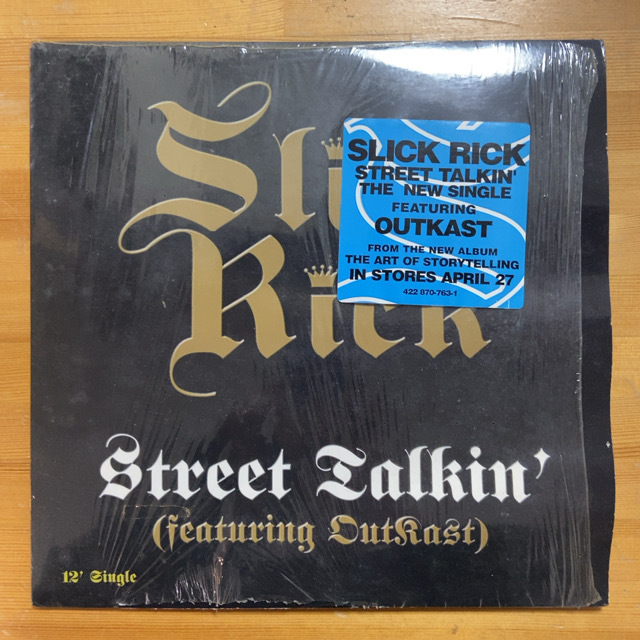 Slick
Rick
SLICK RICK
STREET TALKIN'
THE NEW SINGLE
FEATURING
OUTKAST
FROM THE NEW ALBUM
THE ART OF STORYTELLING
IN STORES APRIL 27
422 870-763-1
Street Talkin'
(featuring OutKast)
12' Single